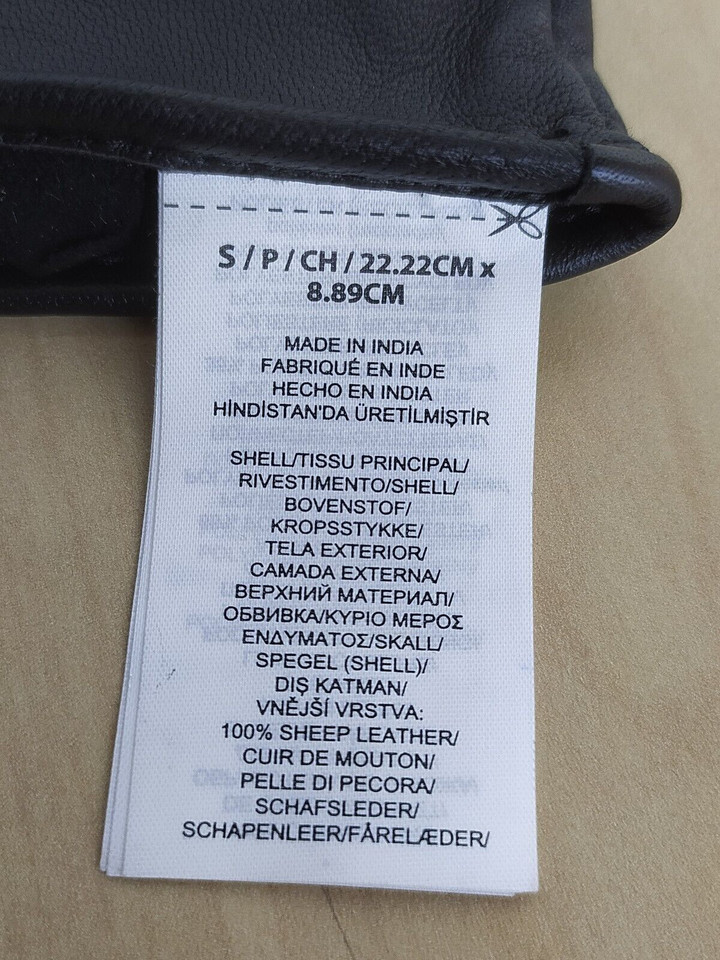 S / P / CH / 22.22CM x
8.89CM
MADE IN INDIA
FABRIQUÉ EN INDE
HECHO EN INDIA
HİNDİSTAN'DA ÜRETİLMİŞTİR
SHELL/TISSU PRINCIPAL/
RIVESTIMENTO/SHELL/
BOVENSTOF/
KROPSSTYKKE/
TELA EXTERIOR/
CAMADA EXTERNA/
ВЕРХНИЙ МАТЕРИАЛ/
ОБВИВКА/ΚΥΡΙΟ ΜΕΡΟΣ
ΕΝΔΥΜΑΤΟΣ/SKALL/
SPEGEL (SHELL)/
DIŞ KATMAN/
VNĚJŠÍ VRSTVA:
100% SHEEP LEATHER/
CUIR DE MOUTON/
PELLE DI PECORA/
SCHAFSLEDER/
SCHAPENLEER/FÅRELÆDER/